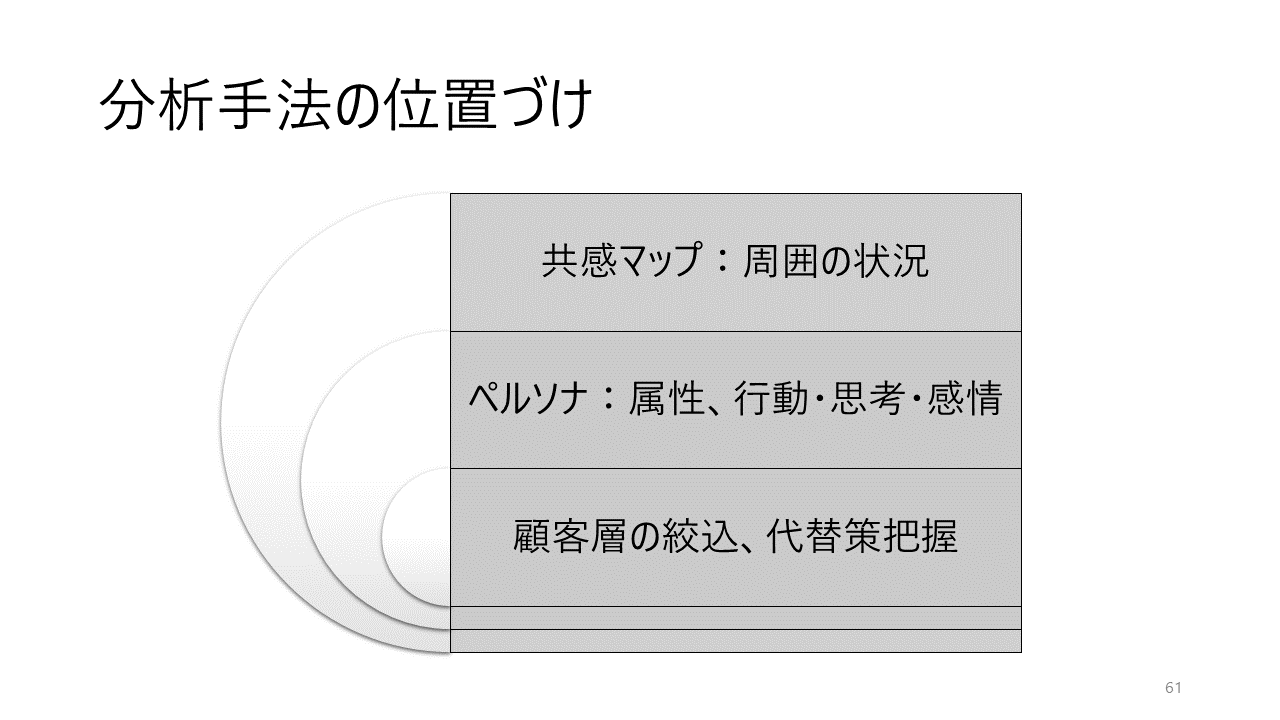 分析手法の位置づけ
共感マップ：周囲の状況
ペルソナ：属性、行動・思考・感情
顧客層の絞込、代替策把握
61